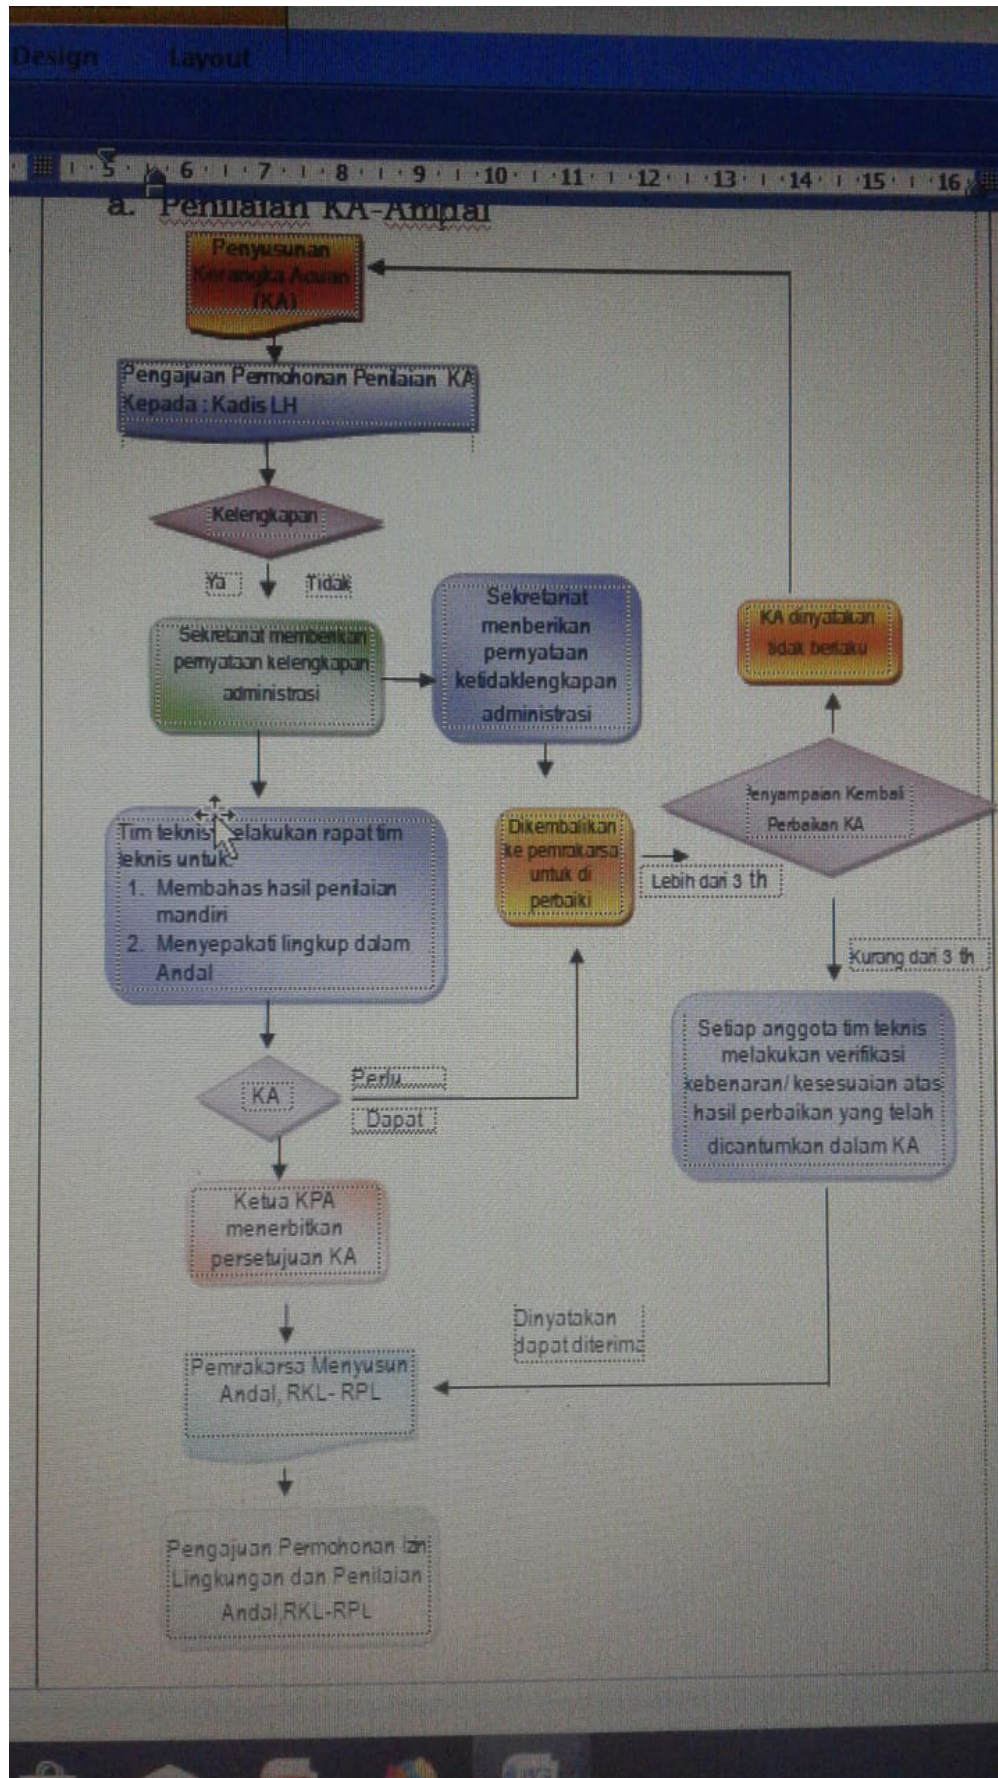 Design Layout
5 6 7 8 9 10 11 12 13 14 15 16
a. Penilaian KA-Ampal
Penyusunan
Kerangka Acuan
(KA)
Pengajuan Permohonan Penilaian KA
Kepada : Kadis LH
Kelengkapan
Ya
Tidak
Sekretariat memberikan
pernyataan kelengkapan
administrasi
Sekretariat
menberikan
pernyataan
ketidaklengkapan
administrasi
KA dinyatakan
tidak berlaku
Tim teknis elakukan rapat tim
teknis untuk
1. Membahas hasil penilaian
mandiri
2. Menyepakati lingkup dalam
Andal
Dikembalikan
ke pemrakarsa
untuk di
perbaiki
Lebih dari 3 th
Penyampaian Kembali
Perbaikan KA
Kurang dari 3 th
Setiap anggota tim teknis
melakukan verifikasi
kebenaran/ kesesuaian atas
hasil perbaikan yang telah
dicantumkan dalam KA
KA
Perlu
Dapat
Ketua KPA
menerbitkan
persetujuan KA
Dinyatakan
dapat diterima
Pemrakarsa Menyusun
Andal, RKL- RPL
Pengajuan Permohonan Izin
Lingkungan dan Penilaian
Andal,RKL-RPL